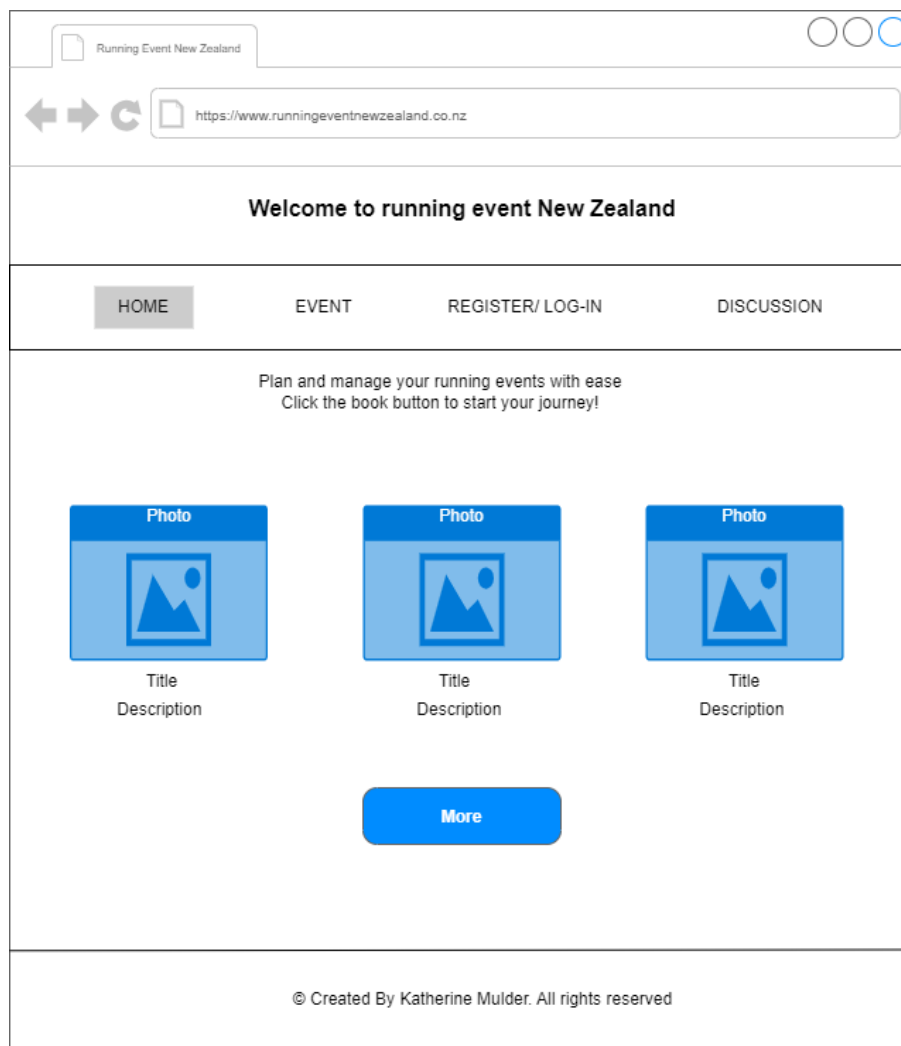 Running Event New Zealand
https://www.runningeventnewzealand.co.nz
Welcome to running event New Zealand
HOME EVENT REGISTER/ LOG-IN DISCUSSION
Plan and manage your running events with ease
Click the book button to start your journey!
Photo Photo Photo
Title Title Title
Description Description Description
More
© Created By Katherine Mulder. All rights reserved